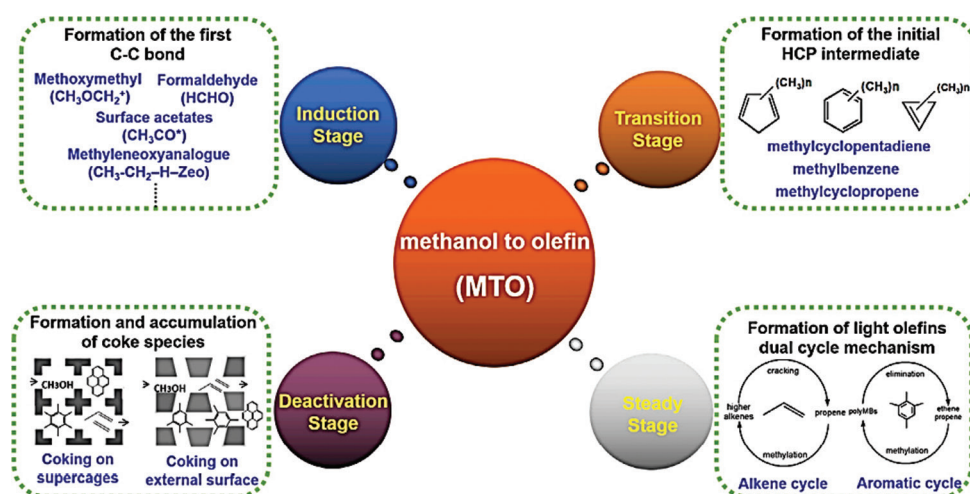 Formation of the first
C-C bond
Methoxymethyl Formaldehyde
(CH₃OCH₂⁺) (HCHO)
Surface acetates
(CH₃CO*)
Methyleneoxyanalogue
(CH₃-CH₂–H–Zeo)
Induction
Stage
Transition
Stage
Formation of the initial
HCP intermediate
(CH₃)n (CH₃)n (CH₃)n
methylcyclopentadiene
methylbenzene
methylcyclopropene
methanol to olefin
(MTO)
Formation and accumulation
of coke species
CH₃OH CH₃OH
Coking on
supercages
Coking on
external surface
Deactivation
Stage
Steady
Stage
Formation of light olefins
dual cycle mechanism
cracking
higher
alkenes
propene
methylation
Alkene cycle
elimination
polyMBs
ethene
propene
methylation
Aromatic cycle